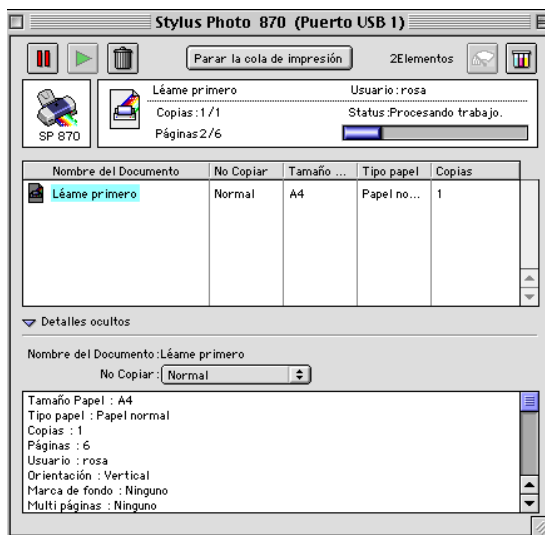 Stylus Photo 870 (Puerto USB 1)
Parar la cola de impresión
2Elementos
SP 870
Léame primero
Usuario :rosa
Copias :1/1
Status :Procesando trabajo.
Páginas2/6
Nombre del Documento No Copiar Tamaño ... Tipo papel Copias
Léame primero Normal A4 Papel no... 1
Detalles ocultos
Nombre del Documento :Léame primero
No Copiar : Normal
Tamaño Papel : A4
Tipo papel : Papel normal
Copias : 1
Páginas : 6
Usuario : rosa
Orientación : Vertical
Marca de fondo : Ninguno
Multi páginas : Ninguno